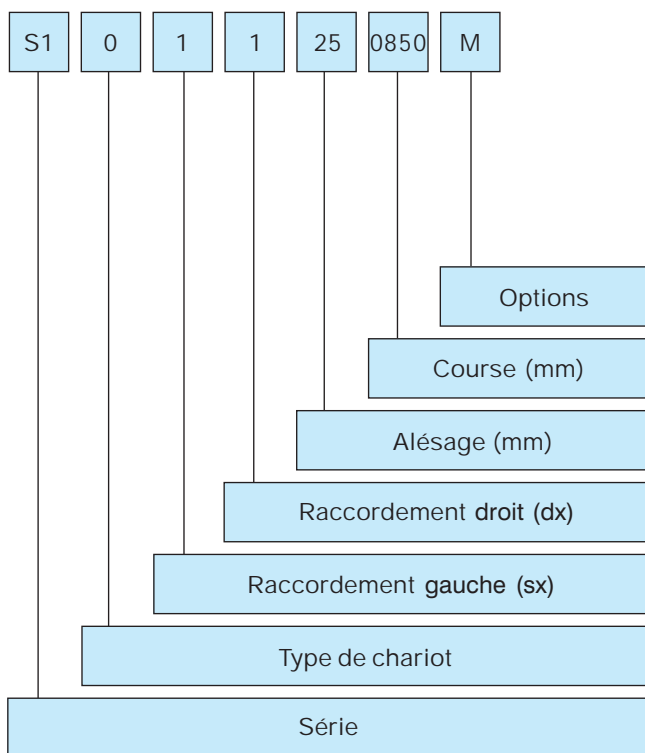 S1 0 1 1 25 0850 M
Options
Course (mm)
Alésage (mm)
Raccordement droit (dx)
Raccordement gauche (sx)
Type de chariot
Série